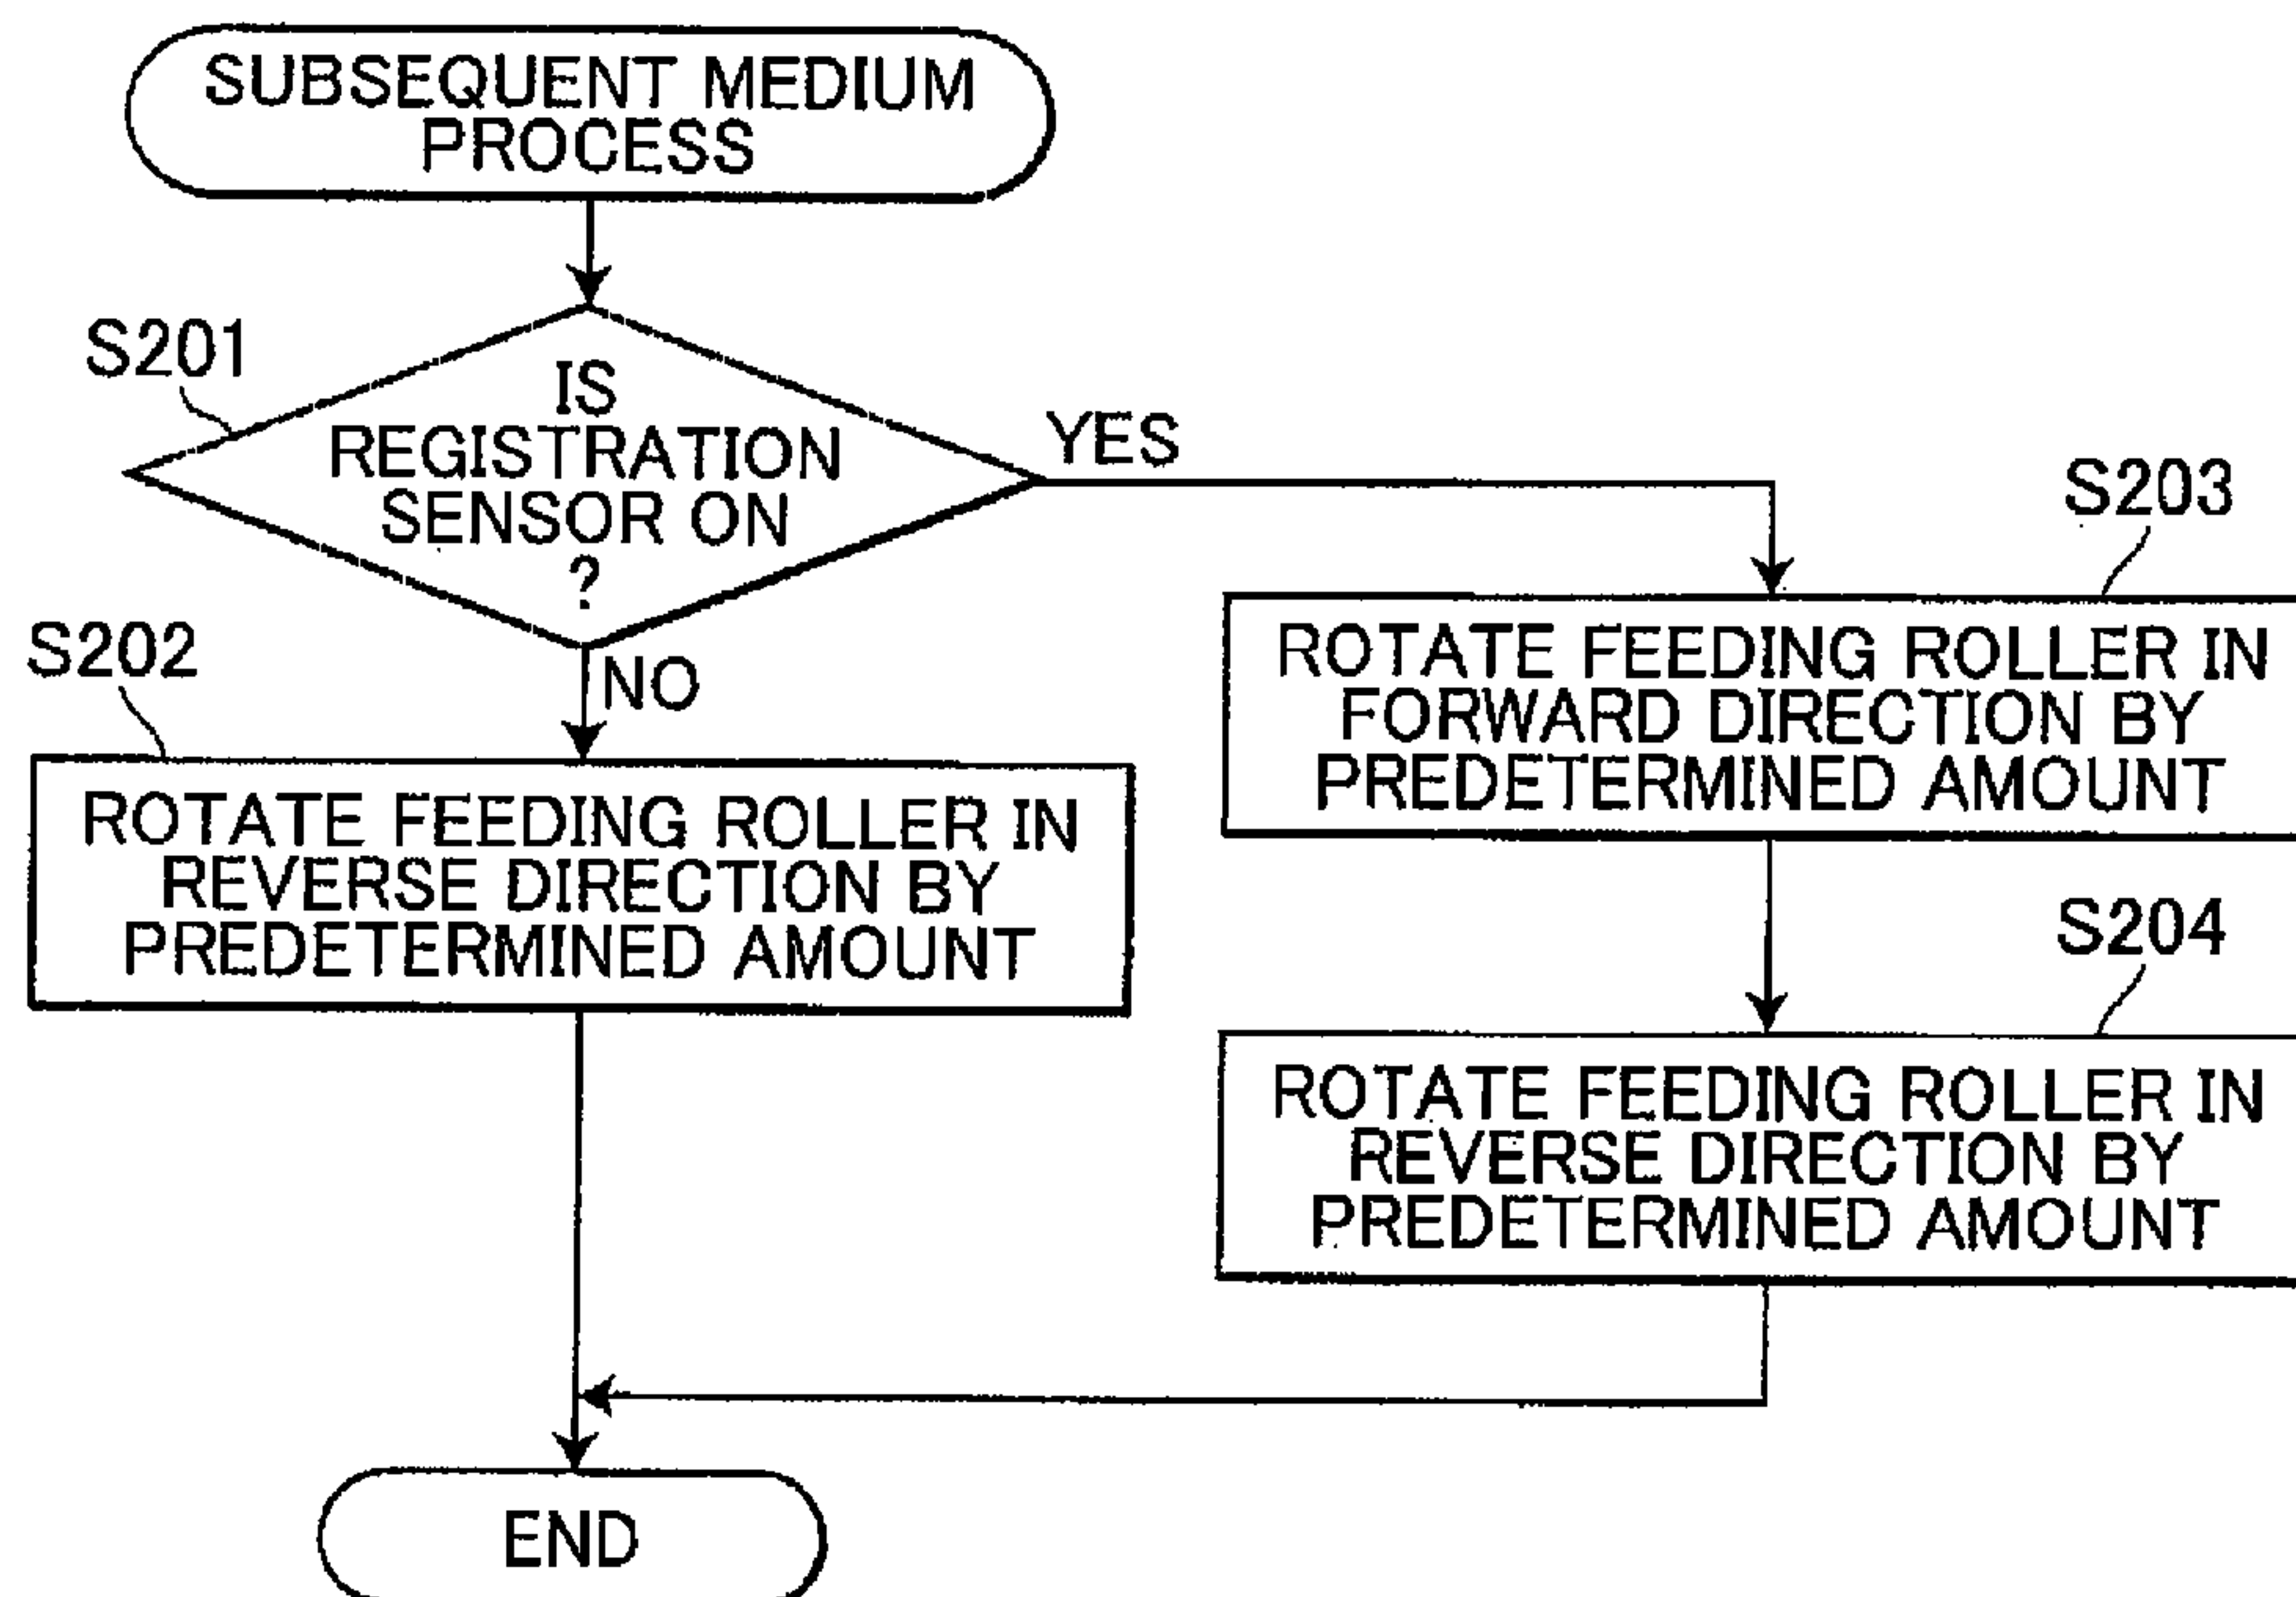 SUBSEQUENT MEDIUM
PROCESS
S201
IS
REGISTRATION
SENSOR ON
?
YES
NO
S202
ROTATE FEEDING ROLLER IN
REVERSE DIRECTION BY
PREDETERMINED AMOUNT
S203
ROTATE FEEDING ROLLER IN
FORWARD DIRECTION BY
PREDETERMINED AMOUNT
S204
ROTATE FEEDING ROLLER IN
REVERSE DIRECTION BY
PREDETERMINED AMOUNT
END